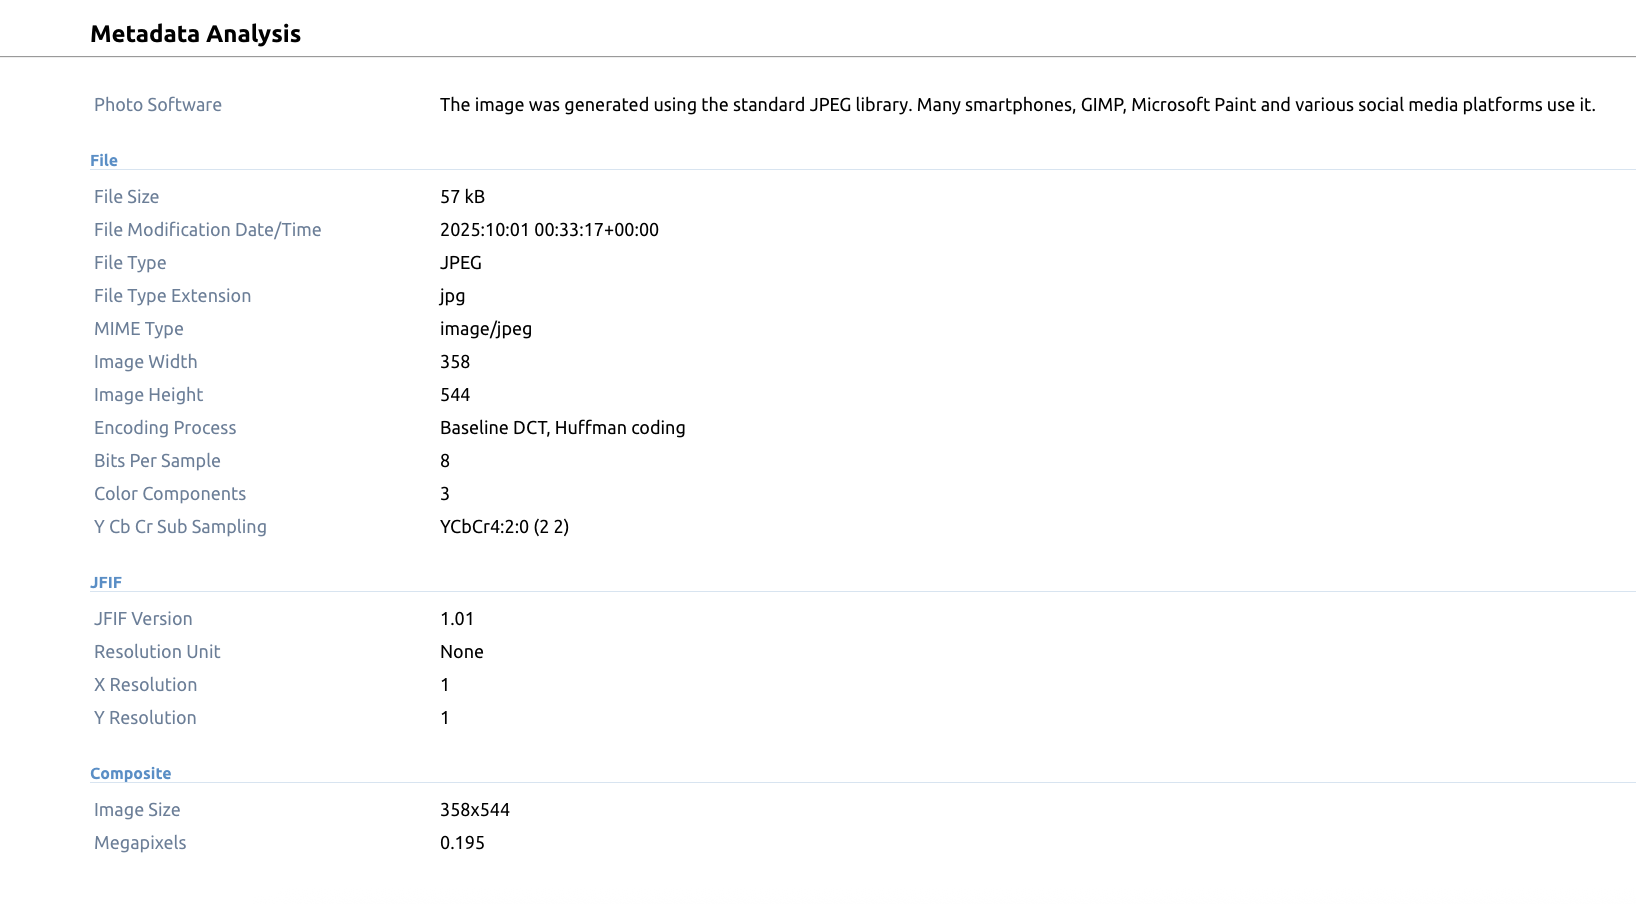 Metadata Analysis
Photo Software The image was generated using the standard JPEG library. Many smartphones, GIMP, Microsoft Paint and various social media platforms use it.
File
File Size 57 kB
File Modification Date/Time 2025:10:01 00:33:17+00:00
File Type JPEG
File Type Extension jpg
MIME Type image/jpeg
Image Width 358
Image Height 544
Encoding Process Baseline DCT, Huffman coding
Bits Per Sample 8
Color Components 3
Y Cb Cr Sub Sampling YCbCr4:2:0 (2 2)
JFIF
JFIF Version 1.01
Resolution Unit None
X Resolution 1
Y Resolution 1
Composite
Image Size 358x544
Megapixels 0.195